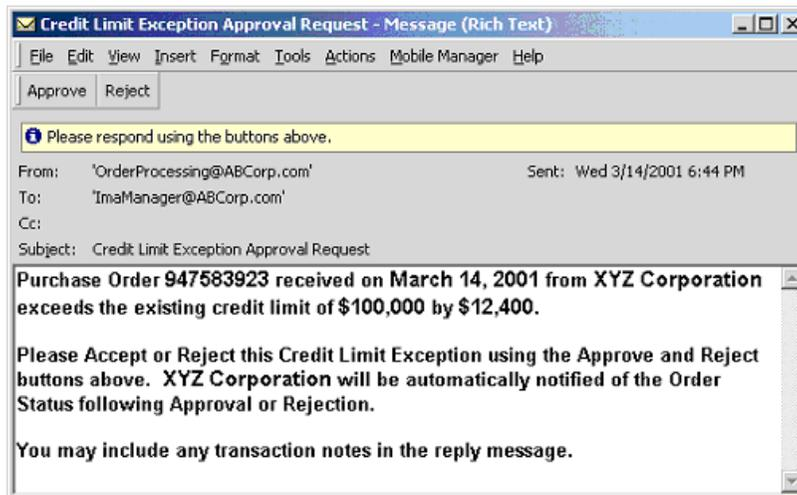 Credit Limit Exception Approval Request - Message (Rich Text)
File Edit View Insert Format Tools Actions Mobile Manager Help
Approve Reject
Please respond using the buttons above.
From: 'OrderProcessing@ABCorp.com' Sent: Wed 3/14/2001 6:44 PM
To: 'ImaManager@ABCorp.com'
Cc:
Subject: Credit Limit Exception Approval Request
Purchase Order 947583923 received on March 14, 2001 from XYZ Corporation
exceeds the existing credit limit of $100,000 by $12,400.
Please Accept or Reject this Credit Limit Exception using the Approve and Reject
buttons above. XYZ Corporation will be automatically notified of the Order
Status following Approval or Rejection.
You may include any transaction notes in the reply message.